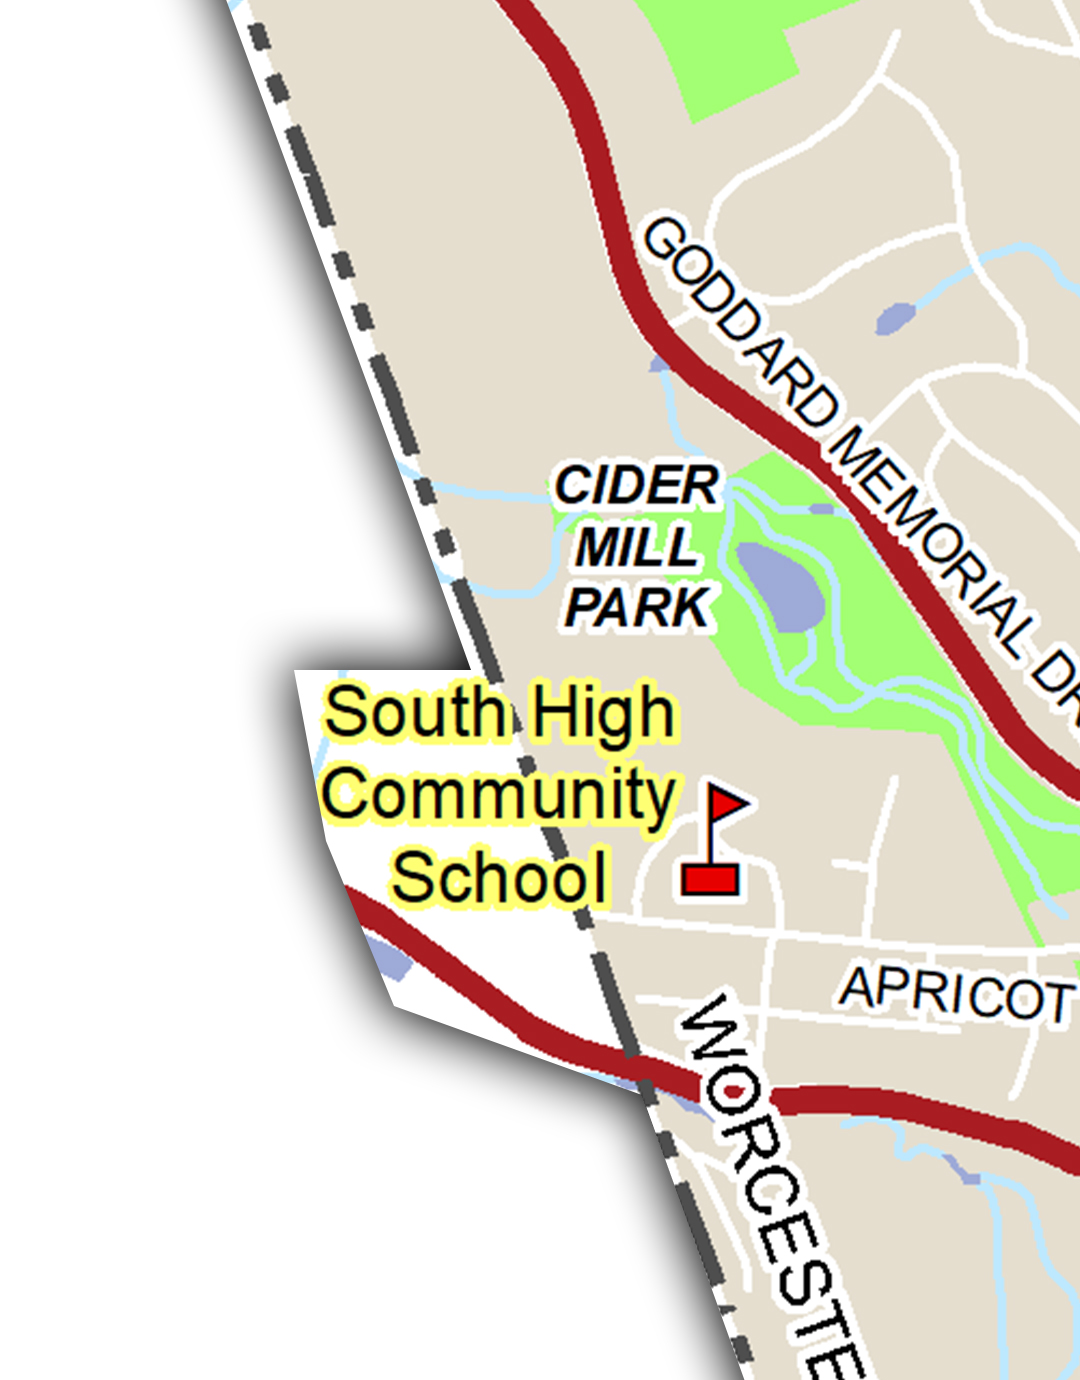 GODDARD MEMORIAL DR
CIDER
MILL
PARK
South High
Community
School
APRICOT
WORCESTE